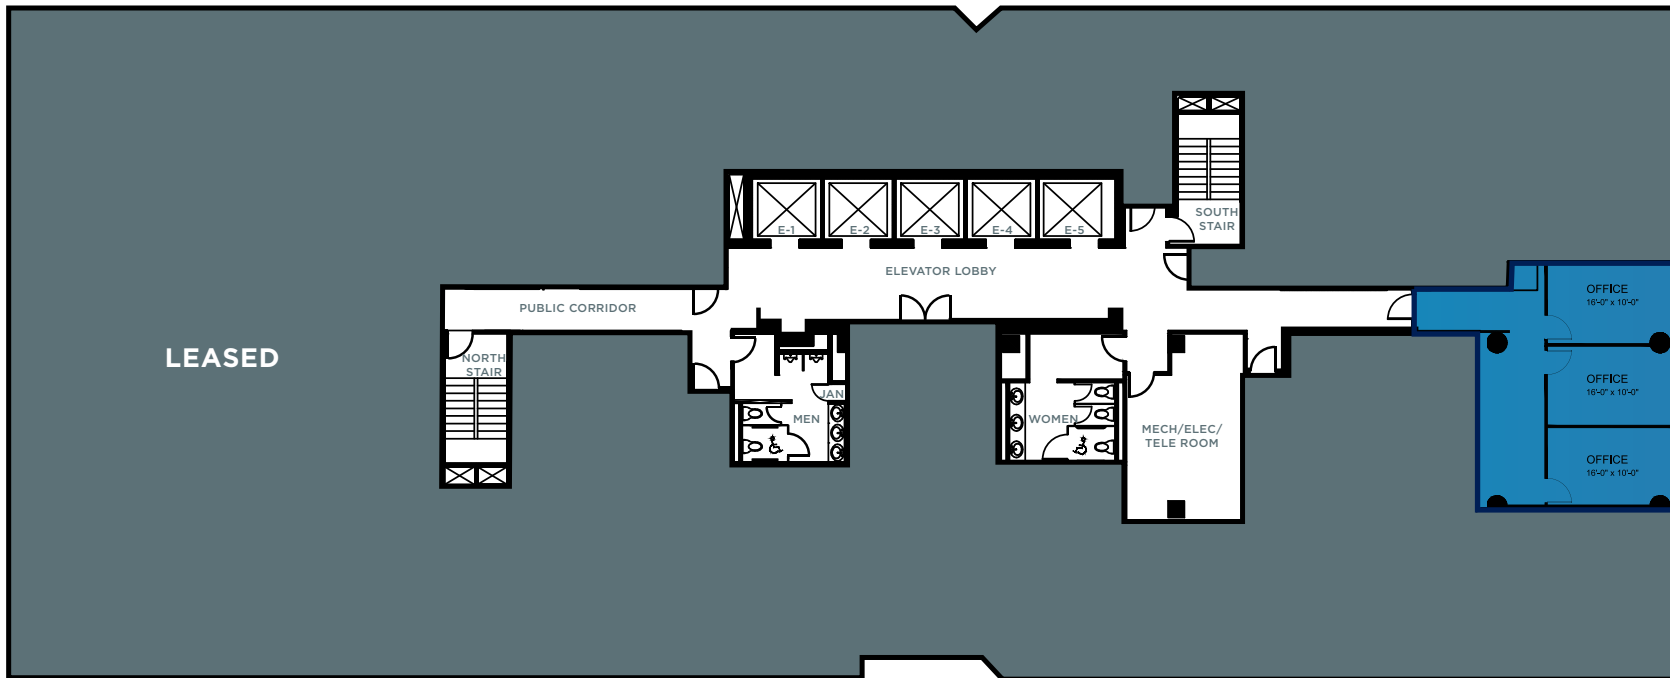 SOUTH
STAIR
E-1
E-2
E-3
E-4
E-5
ELEVATOR LOBBY
OFFICE
16'-0" x 10'-0"
PUBLIC CORRIDOR
LEASED
NORTH
STAIR
OFFICE
16'-0" x 10'-0"
JAN
MEN
WOMEN
MECH/ELEC/
TELE ROOM
OFFICE
16'-0" x 10'-0"